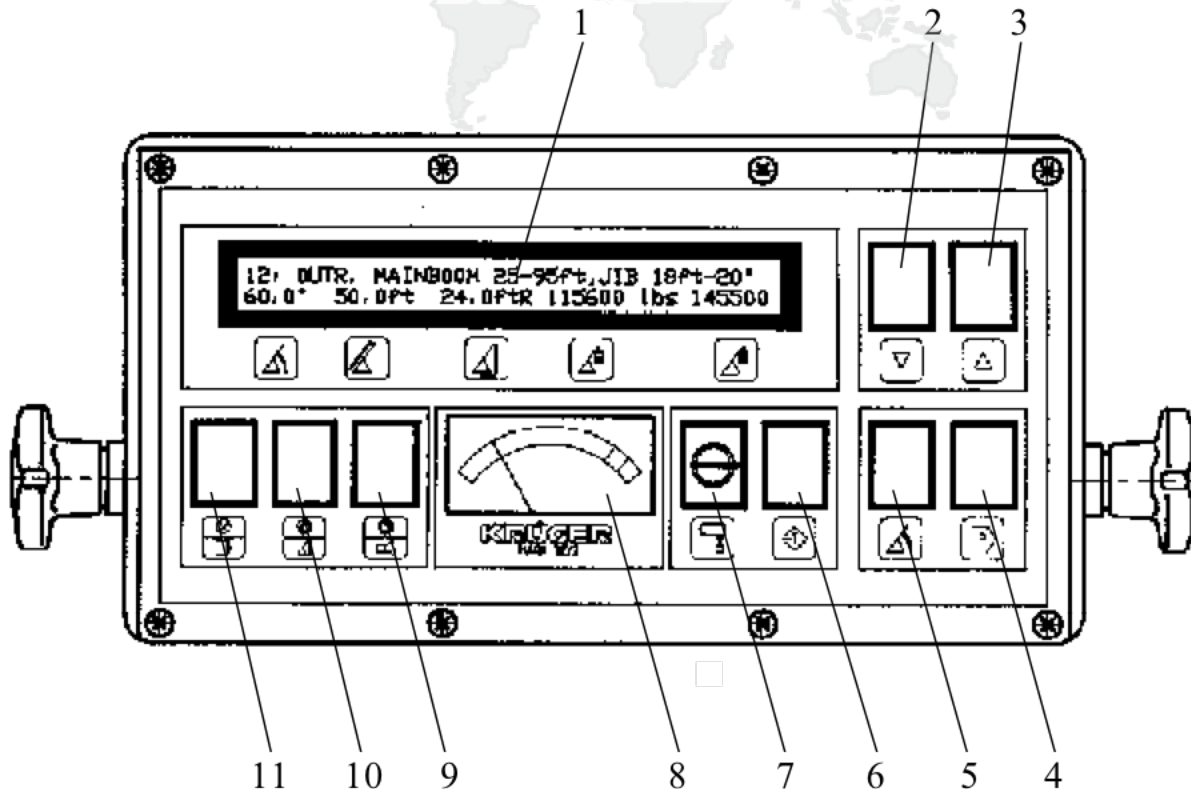 1 2 3
12, OUTR, MAINBOOM 25-95ft,JIB 18ft-20°
60,0° 50,0ft 24,0ftR 115600 lbs 145500
KRÜGER
11 10 9 8 7 6 5 4